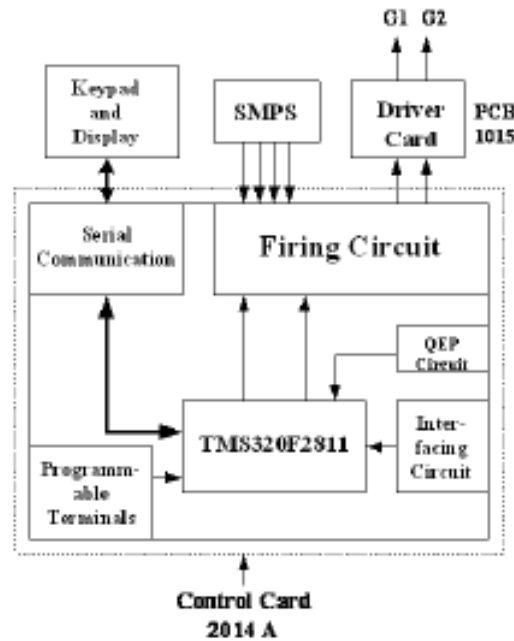 G1 G2
Keypad
and
Display
SMPS
Driver
Card
PCB
1015
Serial
Communication
Firing Circuit
QEP
Circuit
TMS320F2811
Inter-
facing
Circuit
Programm-
able
Terminals
Control Card
2014 A